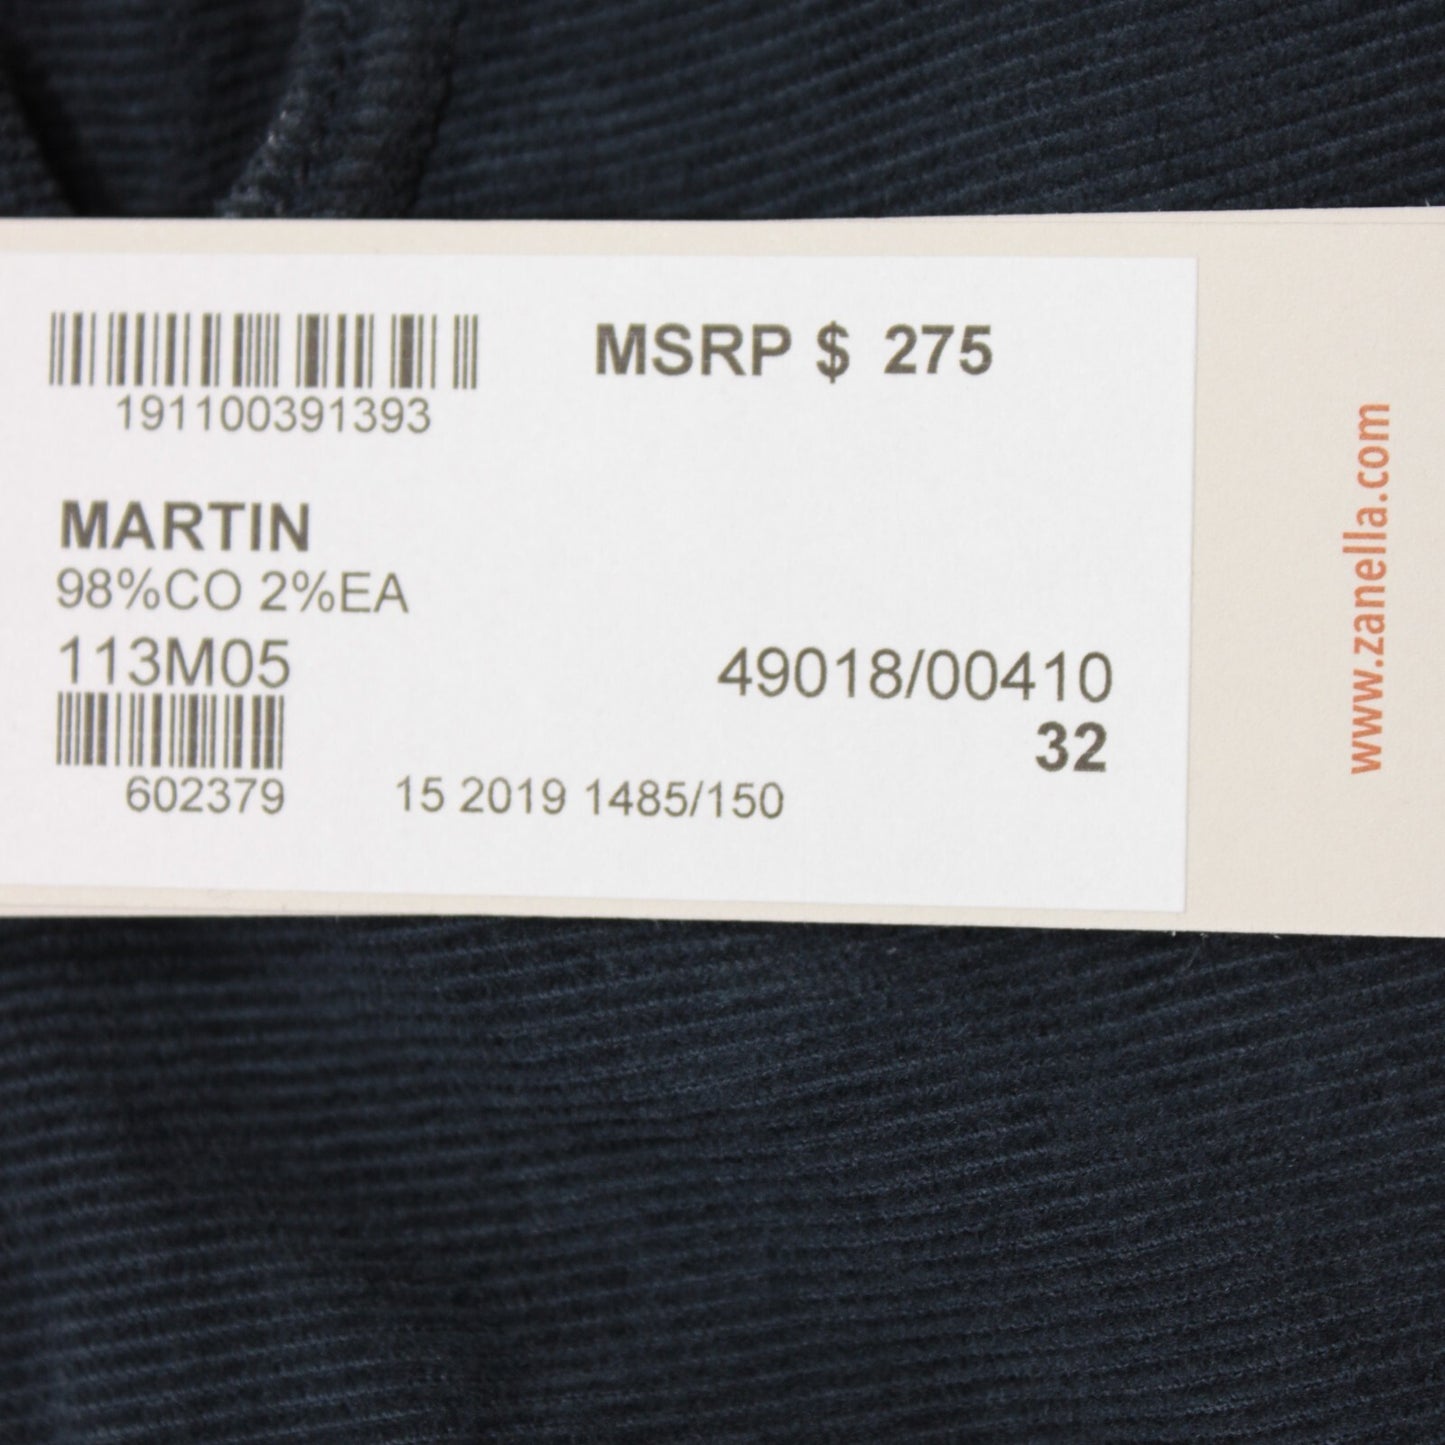 191100391393
MSRP $ 275
MARTIN
98%CO 2%EA
113M05
49018/00410
32
602379
15 2019 1485/150
www.zanella.com